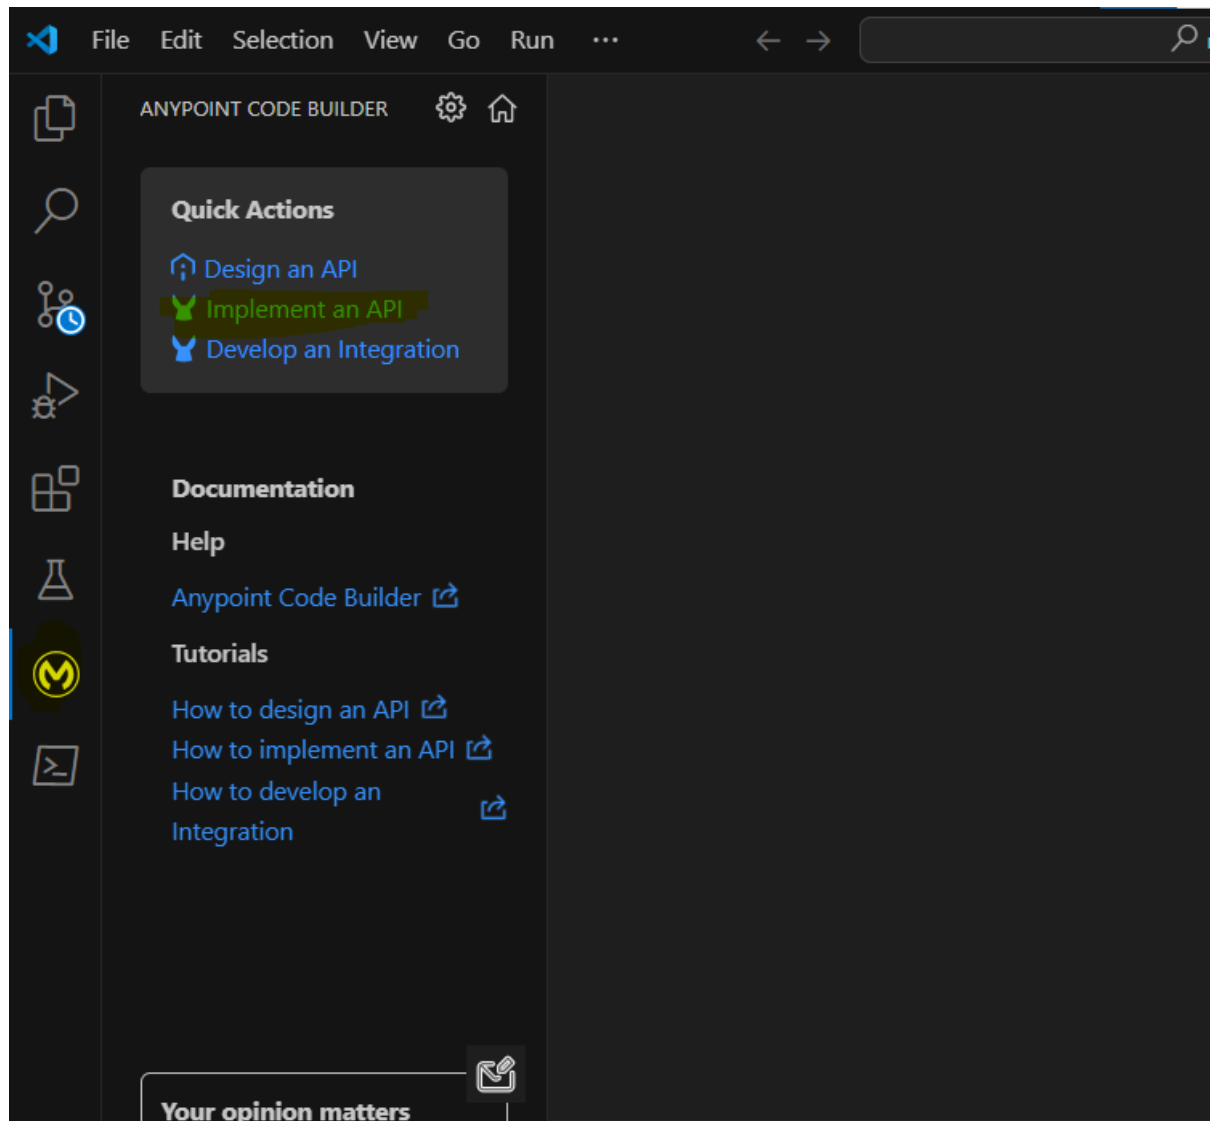 File Edit Selection View Go Run ...
ANYPOINT CODE BUILDER
Quick Actions
Design an API
Implement an API
Develop an Integration
Documentation
Help
Anypoint Code Builder
Tutorials
How to design an API
How to implement an API
How to develop an
Integration
Your opinion matters